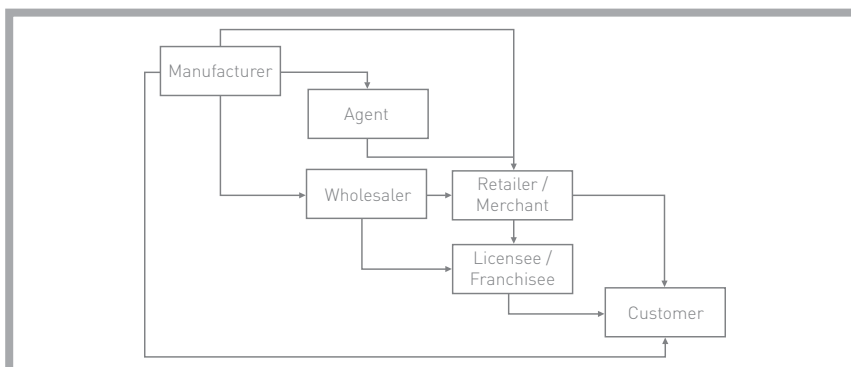 Manufacturer
Agent
Wholesaler
Retailer /
Merchant
Licensee /
Franchisee
Customer